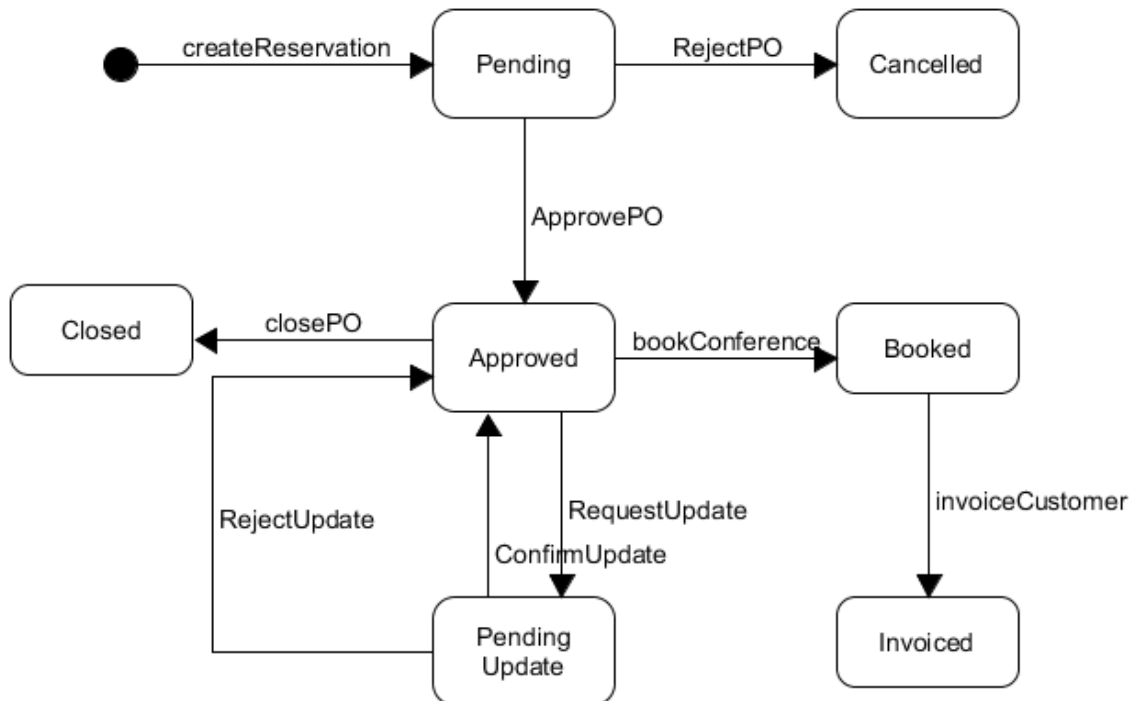 createReservation
Pending
RejectPO
Cancelled
ApprovePO
Closed
closePO
Approved
bookConference
Booked
RejectUpdate
RequestUpdate
invoiceCustomer
ConfirmUpdate
Pending
Update
Invoiced